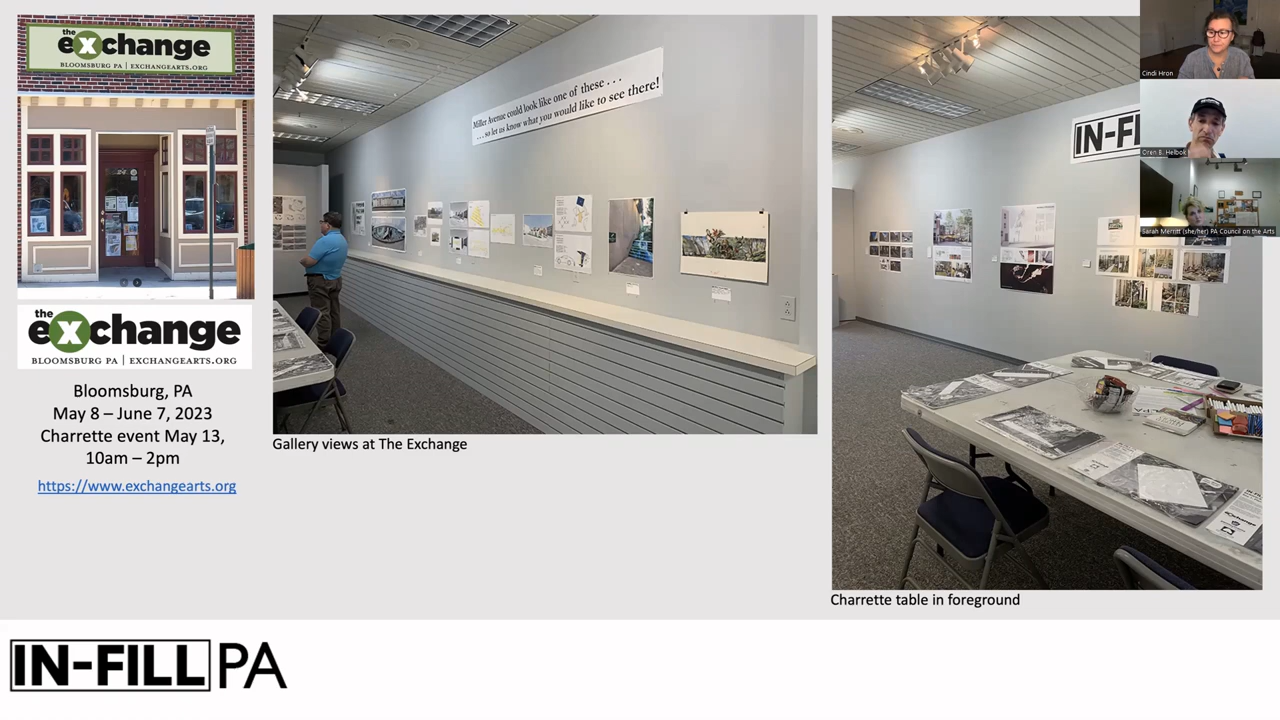 the
exchange
BLOOMSBURG PA | EXCHANGEARTS.ORG
the
exchange
BLOOMSBURG PA | EXCHANGEARTS.ORG
Bloomsburg, PA
May 8 – June 7, 2023
Charrette event May 13,
10am – 2pm
https://www.exchangearts.org
Miller Avenue could look like one of these . . .
. . . so let us know what you would like to see there!
Gallery views at The Exchange
IN-FI
exchange
Charrette table in foreground
Cindi Hron
Oren B. Helbok
Sarah Merritt (she/her) PA Council on the Arts
IN-FILL PA